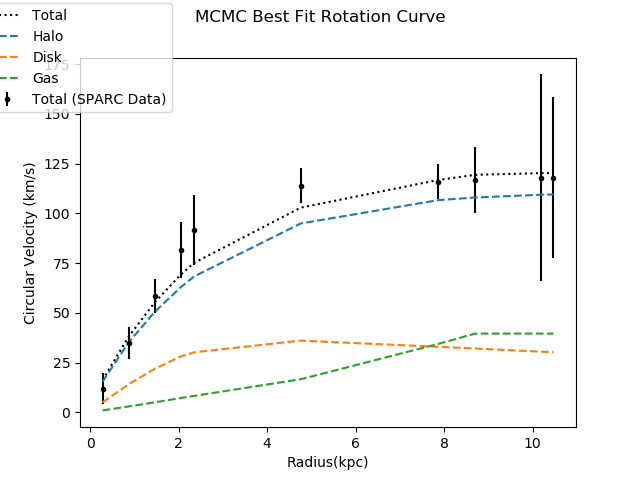 MCMC Best Fit Rotation Curve
Total
Halo
Disk
Gas
Total (SPARC Data)
175
150
125
100
75
50
25
0
Circular Velocity (km/s)
0 2 4 6 8 10
Radius(kpc)